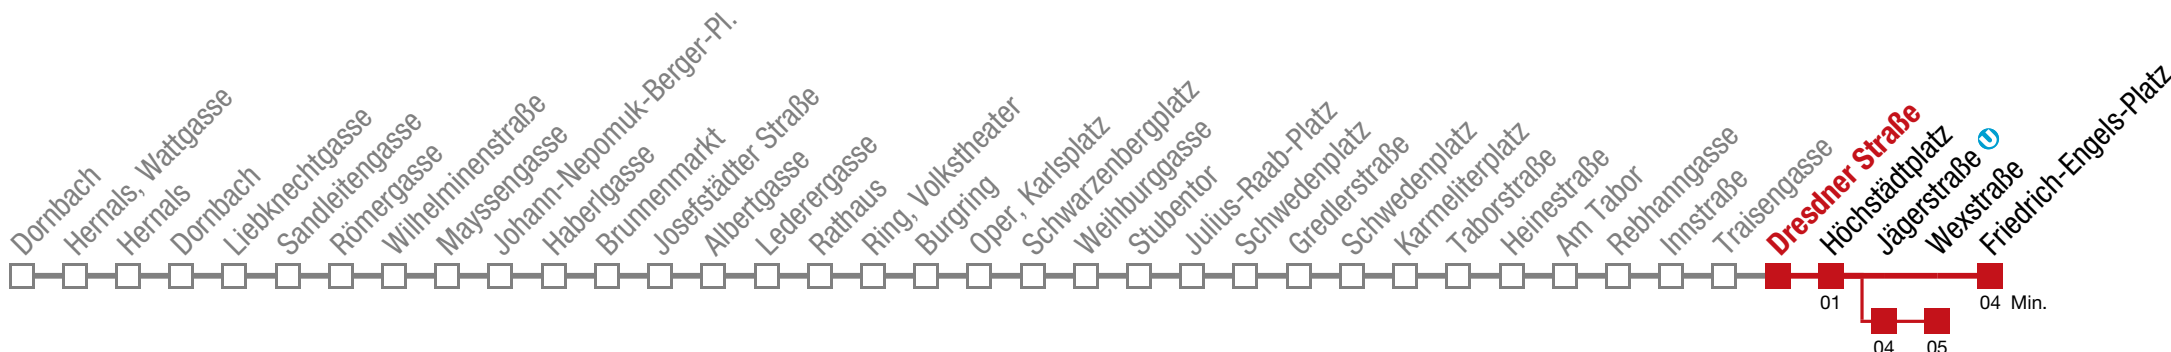 Dornbach
Hernals, Wattgasse
Hernals
Dornbach
Liebknechtgasse
Sandleitengasse
Römergasse
Wilhelminenstraße
Mayssengasse
Johann-Nepomuk-Berger-Pl.
Haberlgasse
Brunnenmarkt
Josefstädter Straße
Albertgasse
Lederergasse
Rathaus
Ring, Volkstheater
Burgring
Oper, Karlsplatz
Schwarzenbergplatz
Weihburggasse
Stubentor
Julius-Raab-Platz
Schwedenplatz
Gredlerstraße
Schwedenplatz
Karmeliterplatz
Taborstraße
Heinestraße
Am Tabor
Rebhanngasse
Innstraße
Traisengasse
Dresdner Straße
Höchstädtplatz
Jägerstraße U
Wexstraße
Friedrich-Engels-Platz
01
04 Min.
04
05